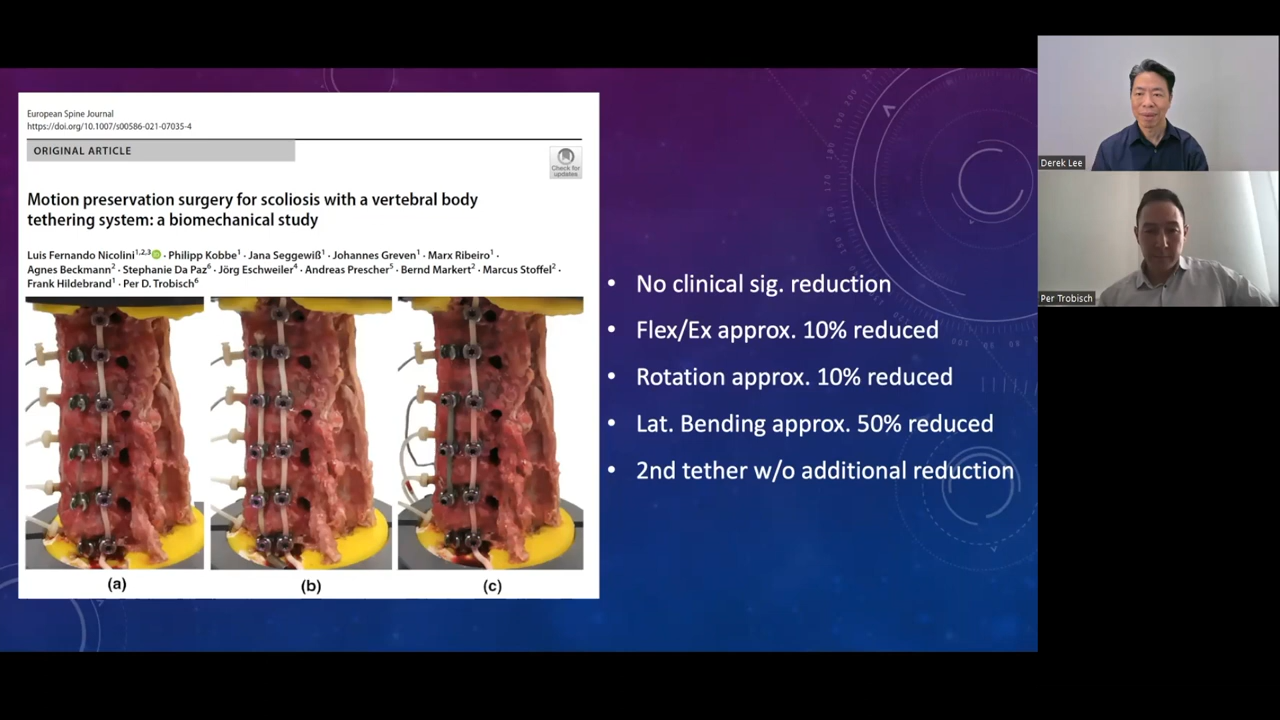 European Spine Journal
https://doi.org/10.1007/s00586-021-07035-4
ORIGINAL ARTICLE
Check for
updates
Motion preservation surgery for scoliosis with a vertebral body
tethering system: a biomechanical study
Luis Fernando Nicolini1,2,3 · Philipp Kobbe1 · Jana Seggewiß1 · Johannes Greven1 · Marx Ribeiro1 ·
Agnes Beckmann2 · Stephanie Da Paz6 · Jörg Eschweiler4 · Andreas Prescher5 · Bernd Markert2 · Marcus Stoffel2 ·
Frank Hildebrand1 · Per D. Trobisch6
(a) (b) (c)
• No clinical sig. reduction
• Flex/Ex approx. 10% reduced
• Rotation approx. 10% reduced
• Lat. Bending approx. 50% reduced
• 2nd tether w/o additional reduction
Derek Lee
Per Trobisch